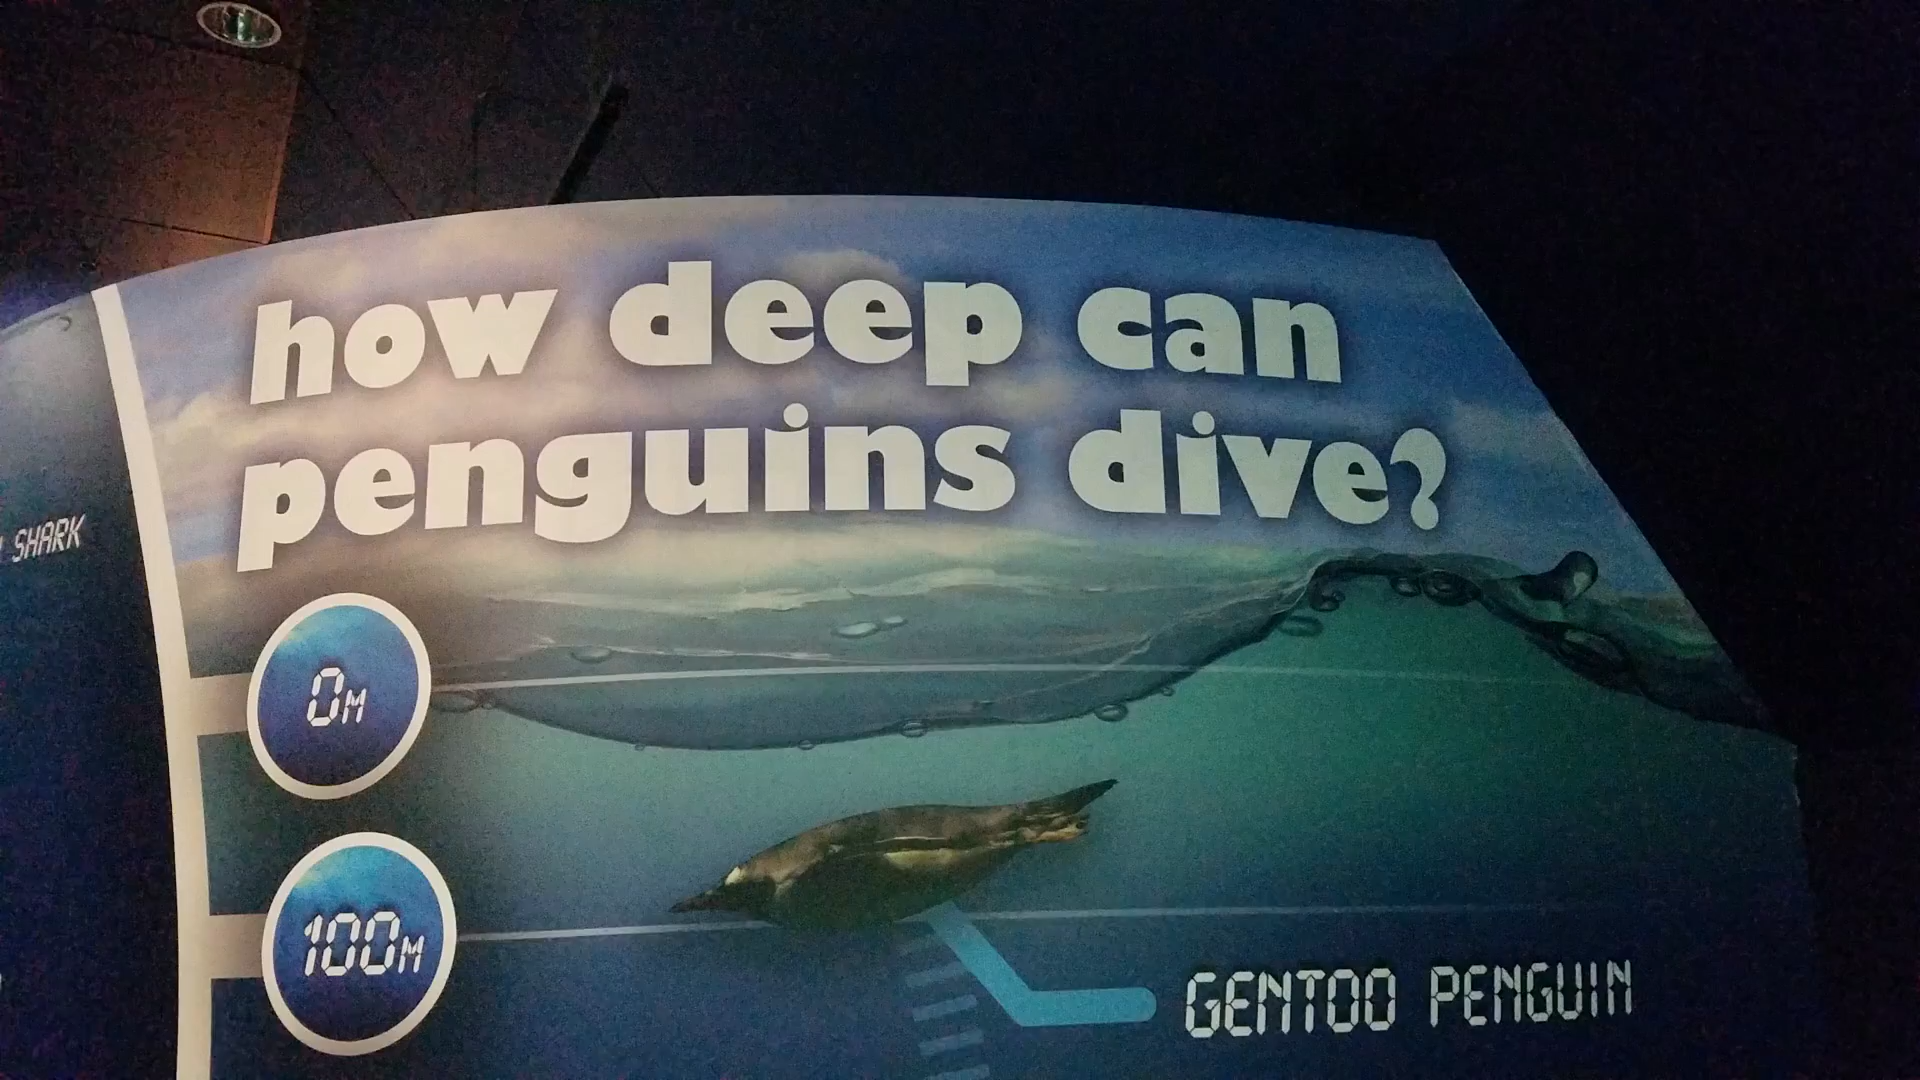 how deep can
penguins dive?
SHARK
0M
100M
GENTOO PENGUIN